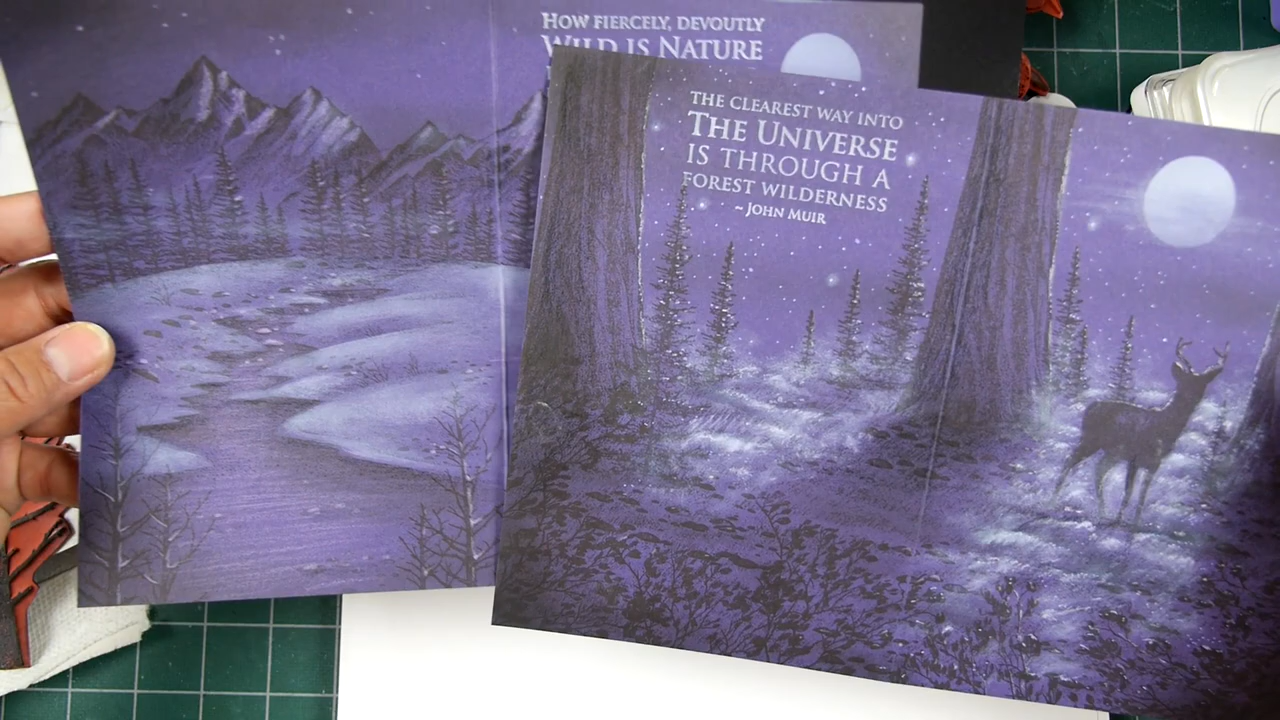 HOW FIERCELY, DEVOUTLY
WILD IS NATURE
THE CLEAREST WAY INTO
THE UNIVERSE
IS THROUGH A
FOREST WILDERNESS
~ JOHN MUIR